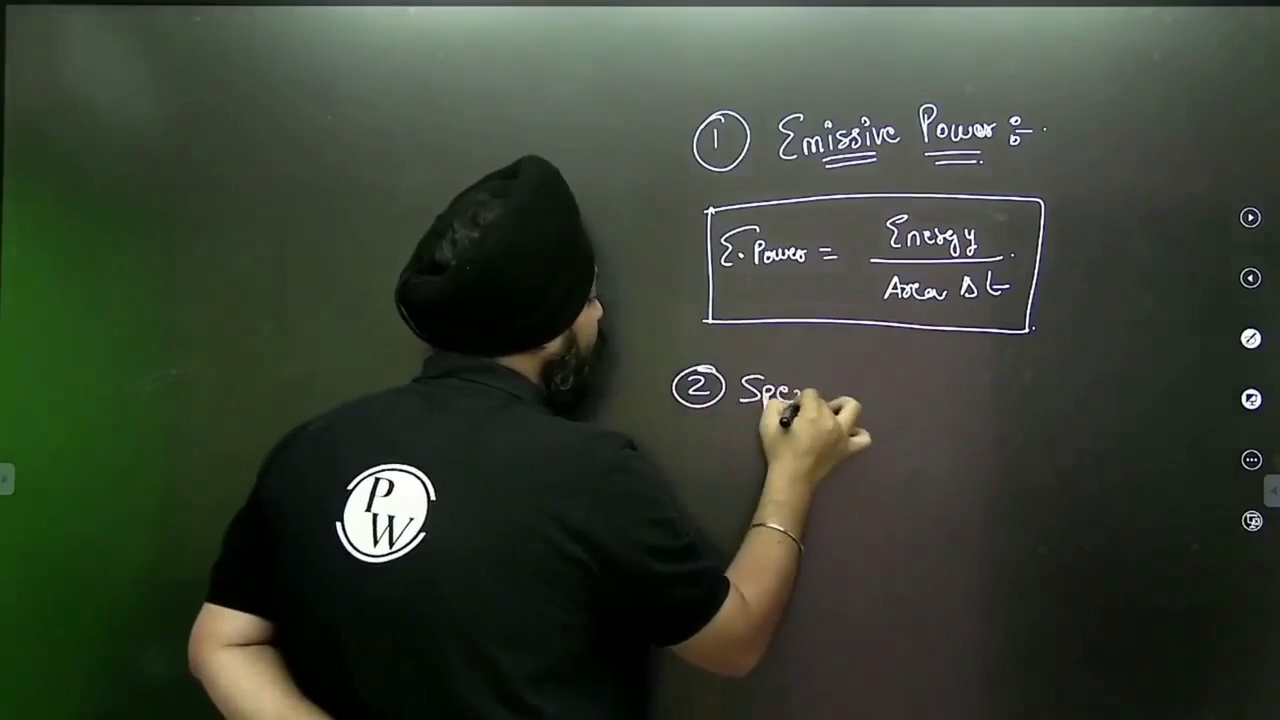 ① Emissive Power :-
E. Power = Energy / Area Δt
② Spe
PW